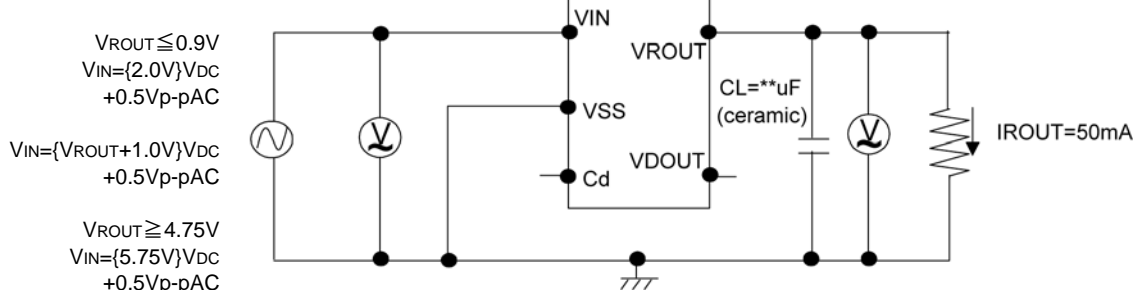 VROUT≦0.9V
VIN={2.0V}VDC
+0.5Vp-pAC
VIN={VROUT+1.0V}VDC
+0.5Vp-pAC
VROUT≧4.75V
VIN={5.75V}VDC
+0.5Vp-pAC
V
VIN
VSS
Cd
VROUT
VDOUT
CL=**uF
(ceramic)
V
IROUT=50mA